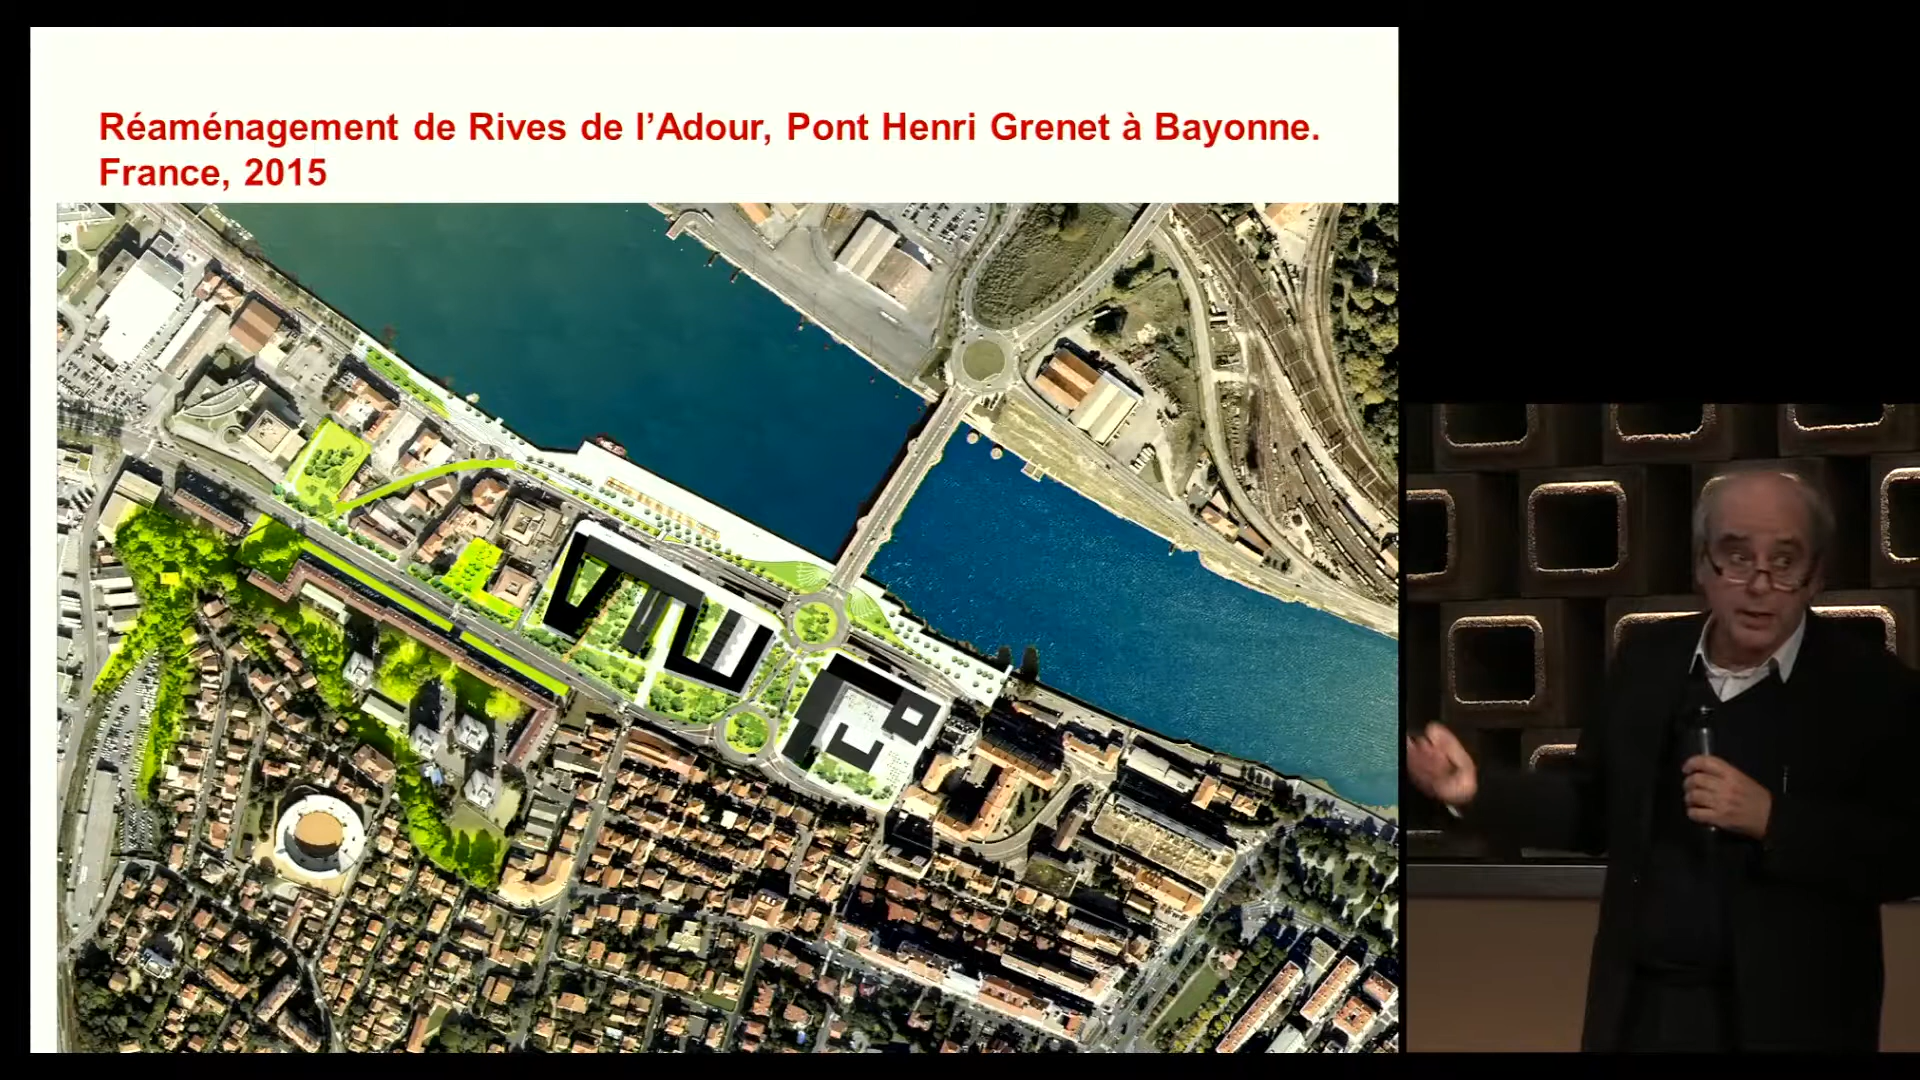 Réaménagement de Rives de l’Adour, Pont Henri Grenet à Bayonne.
France, 2015